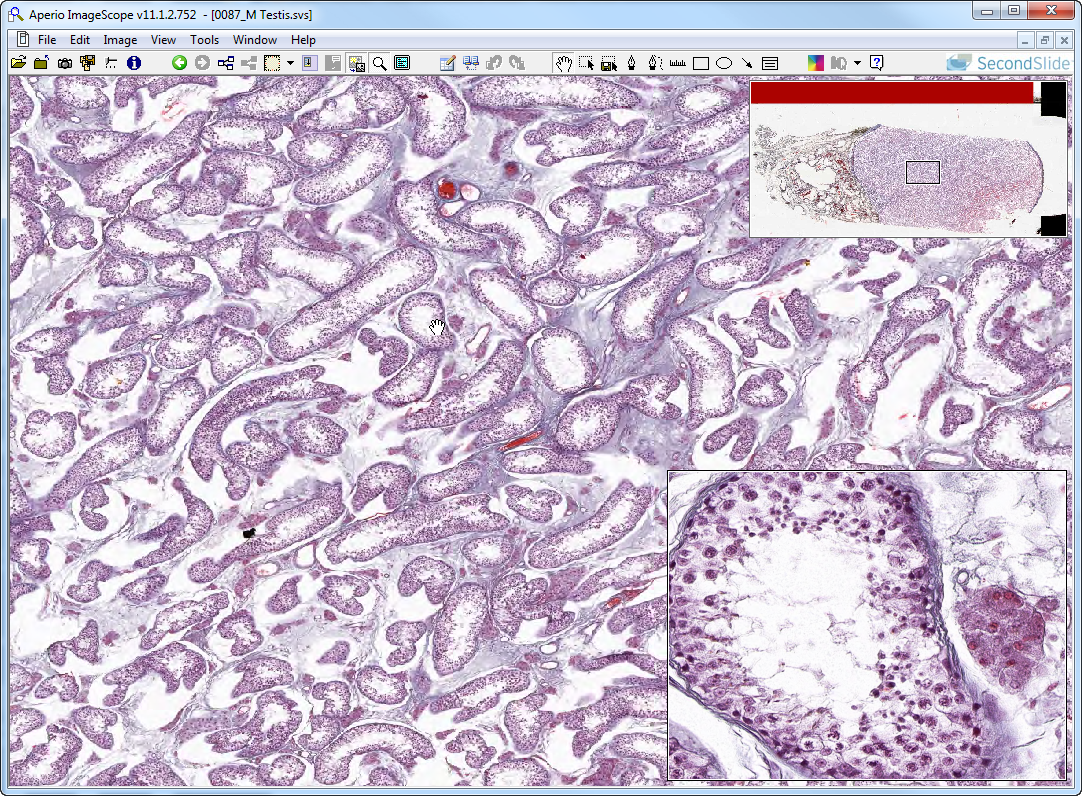 Aperio ImageScope v11.1.2.752 - [0087_M Testis.svs]
File Edit Image View Tools Window Help
SecondSlide